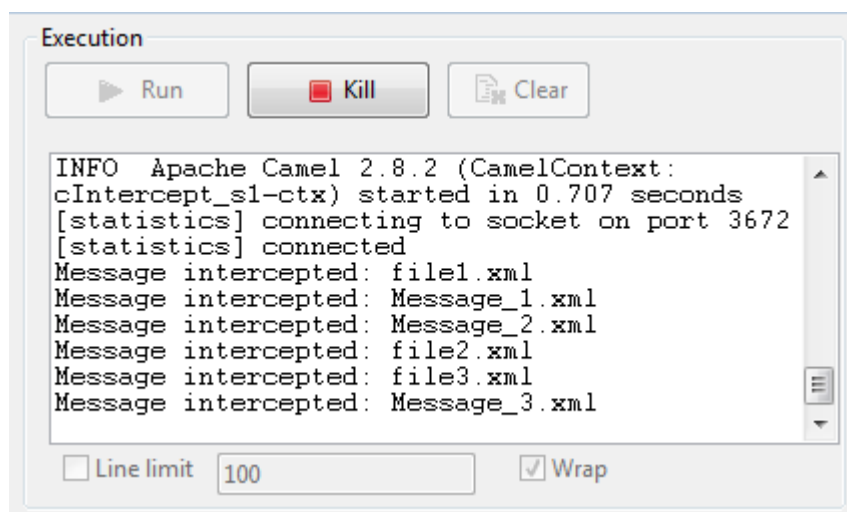 Execution
Run Kill Clear
INFO  Apache Camel 2.8.2 (CamelContext:
cIntercept_s1-ctx) started in 0.707 seconds
[statistics] connecting to socket on port 3672
[statistics] connected
Message intercepted: file1.xml
Message intercepted: Message_1.xml
Message intercepted: Message_2.xml
Message intercepted: file2.xml
Message intercepted: file3.xml
Message intercepted: Message_3.xml
Line limit 100 Wrap